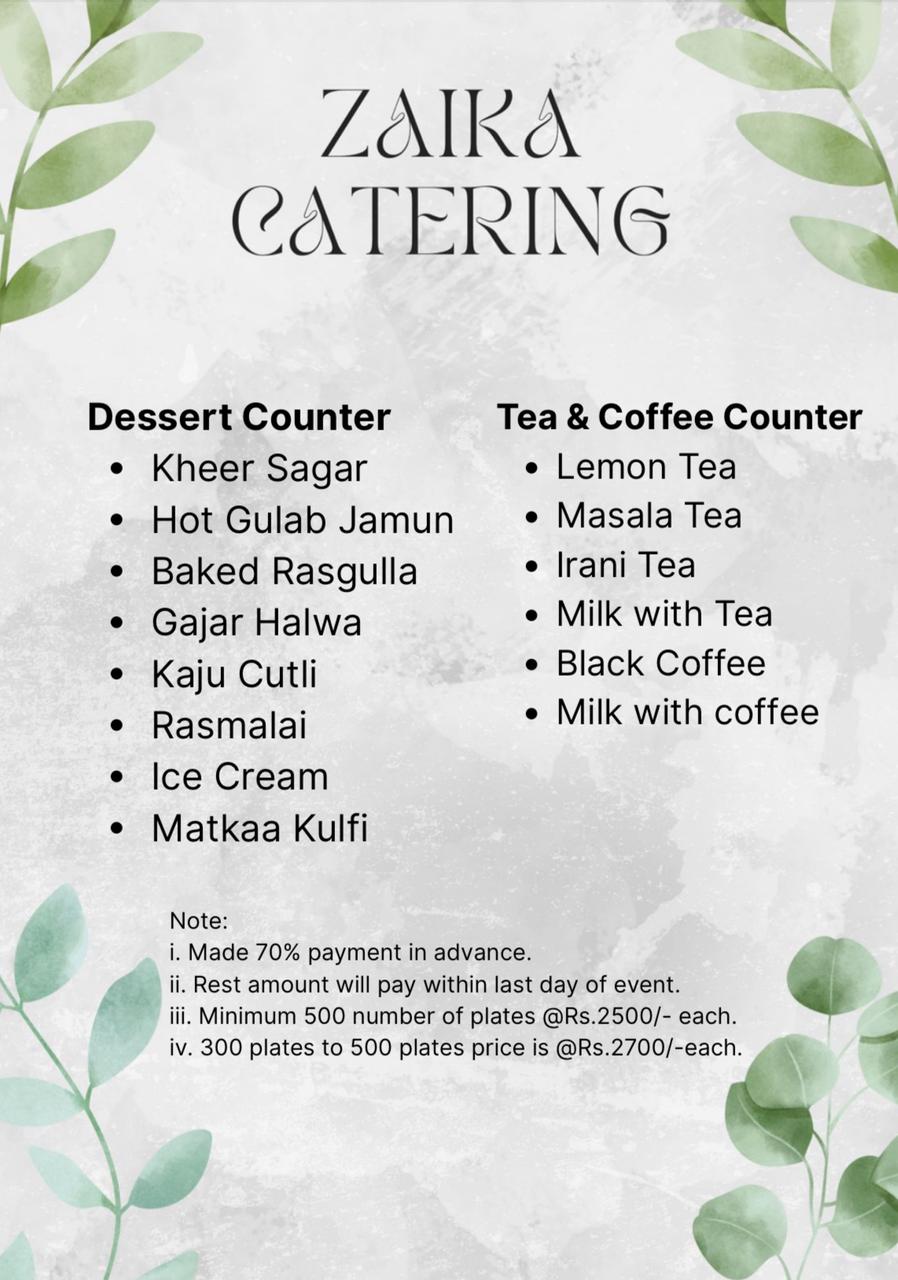 ZAIKA
CATERING
Dessert Counter
• Kheer Sagar
• Hot Gulab Jamun
• Baked Rasgulla
• Gajar Halwa
• Kaju Cutli
• Rasmalai
• Ice Cream
• Matkaa Kulfi
Tea & Coffee Counter
• Lemon Tea
• Masala Tea
• Irani Tea
• Milk with Tea
• Black Coffee
• Milk with coffee
Note:
i. Made 70% payment in advance.
ii. Rest amount will pay within last day of event.
iii. Minimum 500 number of plates @Rs.2500/- each.
iv. 300 plates to 500 plates price is @Rs.2700/-each.